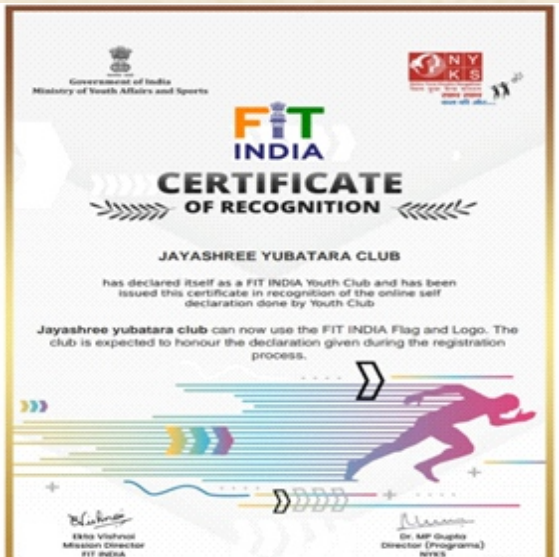 Government of India
Ministry of Youth Affairs and Sports
NY
KS
FiT
INDIA
CERTIFICATE
OF RECOGNITION
JAYASHREE YUBATARA CLUB
has declared itself as a FIT INDIA Youth Club and has been
issued this certificate in recognition of the online self
declaration done by Youth Club
Jayashree yubatara club can now use the FIT INDIA Flag and Logo. The
club is expected to honour the declaration given during the registration
process.
Ekta Vishnoi
Mission Director
FIT INDIA
Dr. MP Gupta
Director (Programs)
NYKS